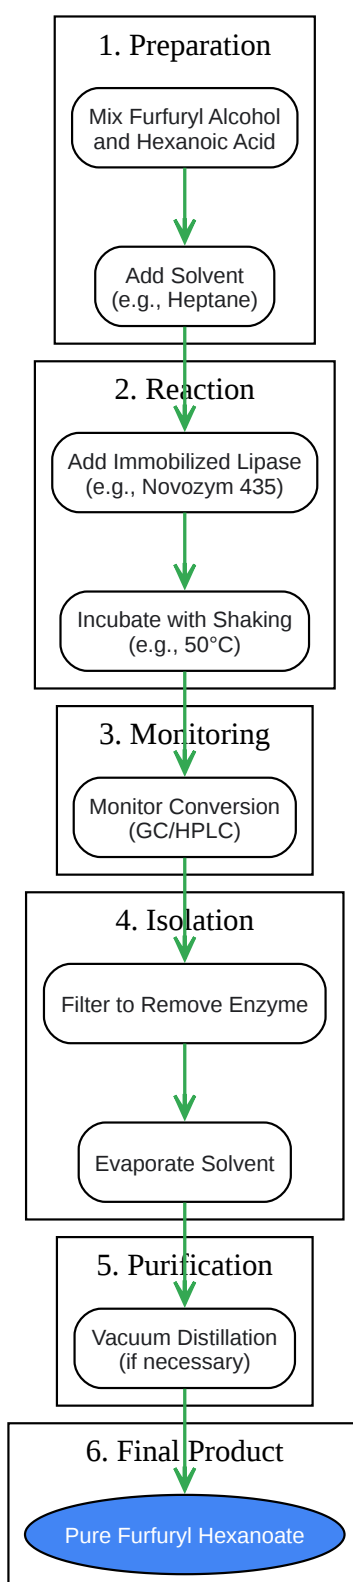 1. Preparation
Mix Furfuryl Alcohol
and Hexanoic Acid
Add Solvent
(e.g., Heptane)
2. Reaction
Add Immobilized Lipase
(e.g., Novozym 435)
Incubate with Shaking
(e.g., 50°C)
3. Monitoring
Monitor Conversion
(GC/HPLC)
4. Isolation
Filter to Remove Enzyme
Evaporate Solvent
5. Purification
Vacuum Distillation
(if necessary)
6. Final Product
Pure Furfuryl Hexanoate